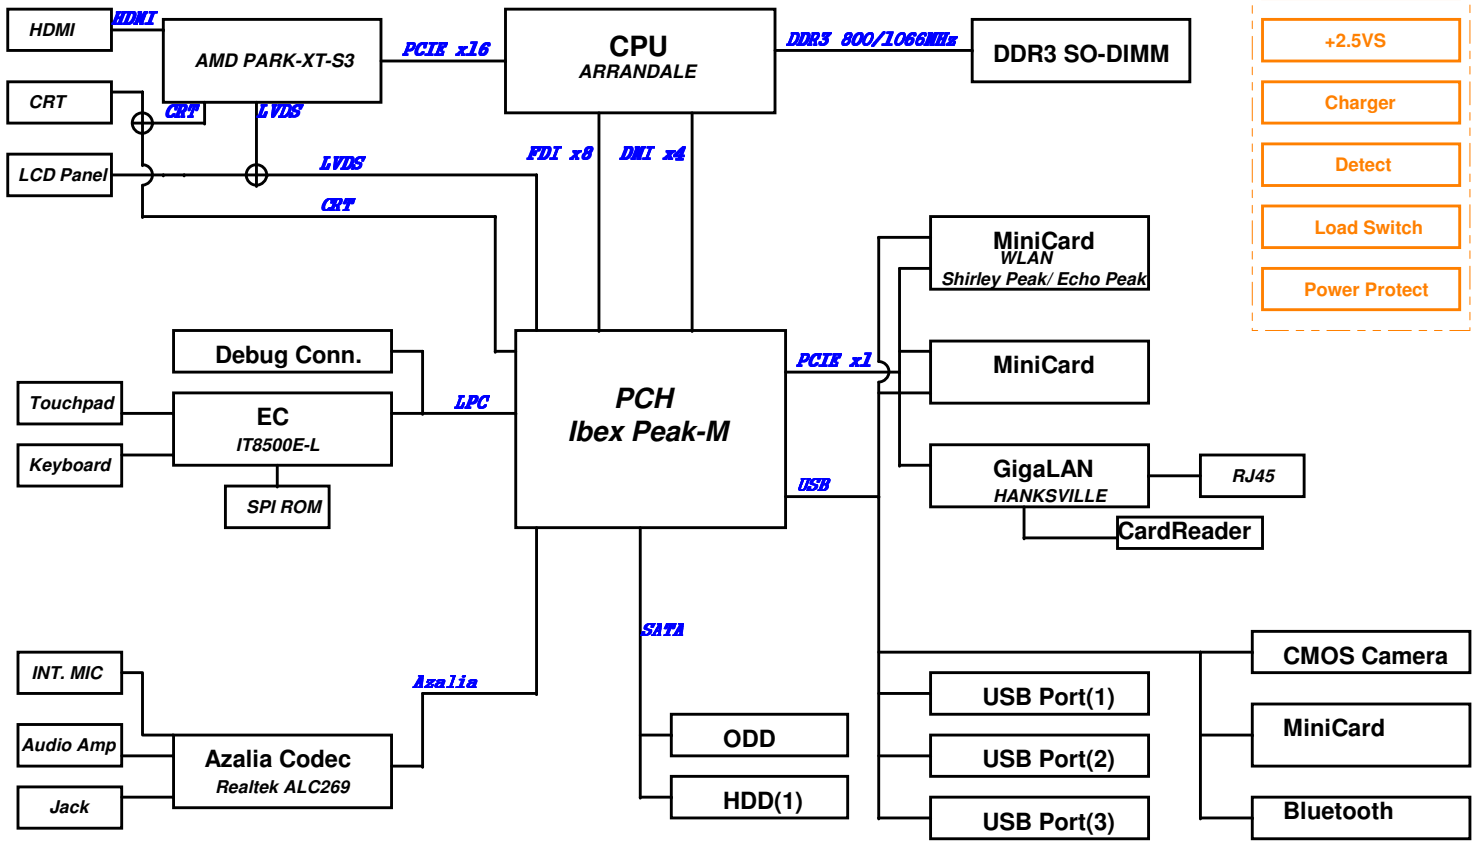 HDMI
HDMI
AMD PARK-XT-S3
PCIE x16
CPU
ARRANDALE
DDR3 800/1066MHz
DDR3 SO-DIMM
+2.5VS
CRT
CRT
LVDS
Charger
LCD Panel
LVDS
FDI x8
DMI x4
Detect
CRT
Load Switch
MiniCard
WLAN
Shirley Peak/ Echo Peak
Power Protect
Debug Conn.
PCIE x1
MiniCard
Touchpad
EC
IT8500E-L
LPC
PCH
Ibex Peak-M
Keyboard
SPI ROM
USB
GigaLAN
HANKSVILLE
RJ45
CardReader
SATA
INT. MIC
Azalia
CMOS Camera
USB Port(1)
Audio Amp
Azalia Codec
Realtek ALC269
ODD
USB Port(2)
MiniCard
Jack
HDD(1)
USB Port(3)
Bluetooth